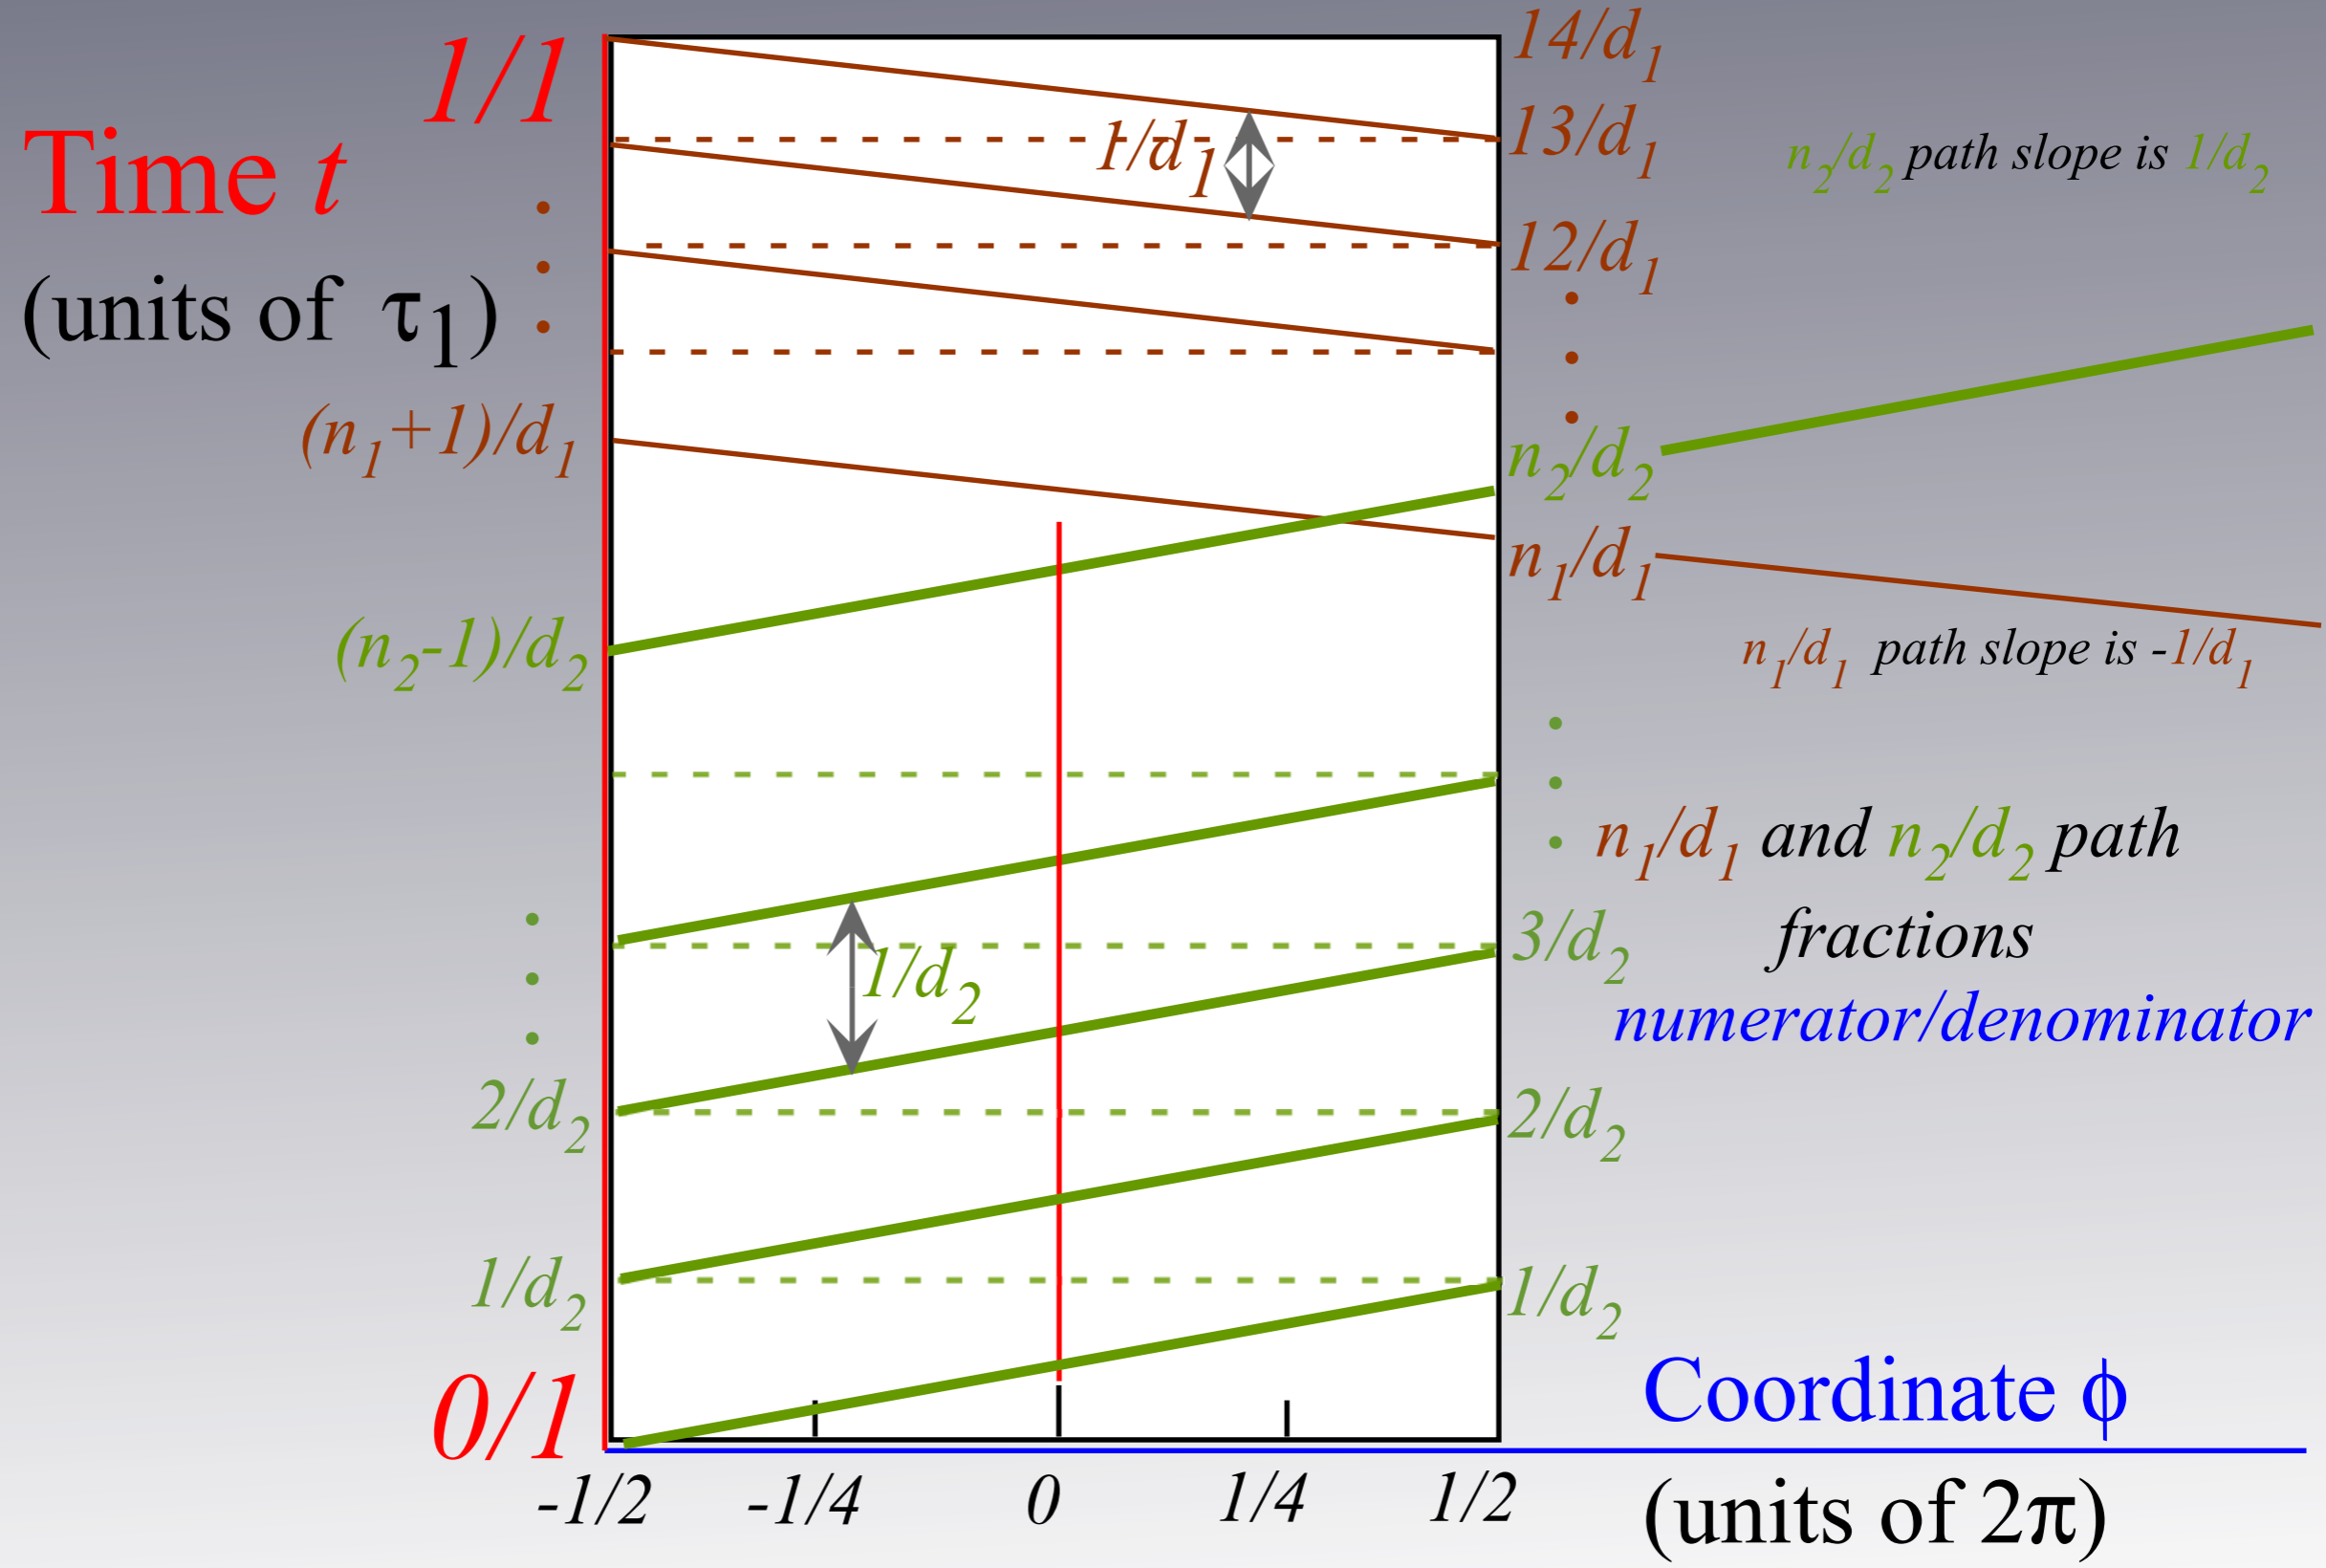 1/1
Time t
(units of τ1)
(n1+1)/d1
(n2-1)/d2
2/d2
1/d2
0/1
1/d1
1/d2
14/d1
13/d1
12/d1
n2/d2
n1/d1
3/d2
2/d2
1/d2
n2/d2 path slope is 1/d2
n1/d1 path slope is -1/d1
n1/d1 and n2/d2 path
fractions
numerator/denominator
Coordinate ϕ
(units of 2π)
-1/2 -1/4 0 1/4 1/2